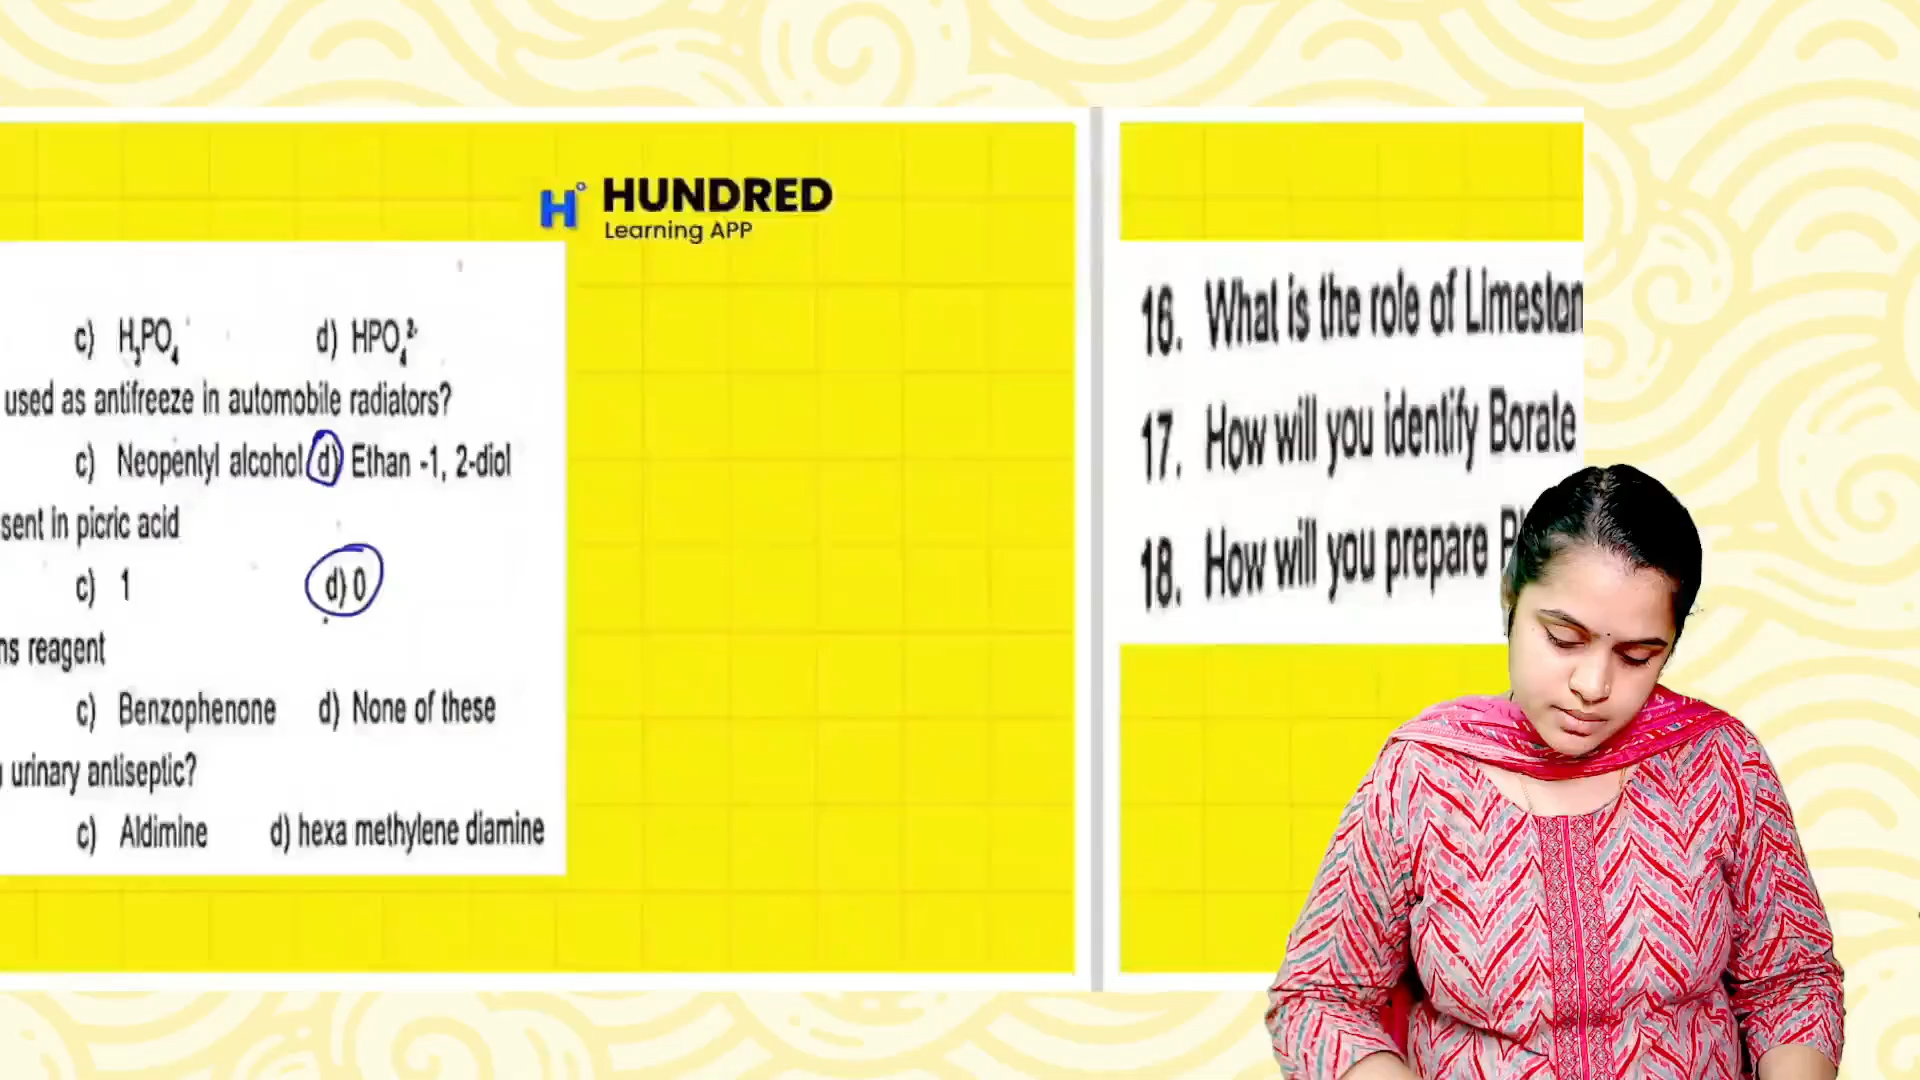 HUNDRED
Learning APP
c) H₃PO₄ d) HPO₄²⁻
used as antifreeze in automobile radiators?
c) Neopentyl alcohol d) Ethan -1, 2-diol
sent in picric acid
c) 1 d) 0
ns reagent
c) Benzophenone d) None of these
urinary antiseptic?
c) Aldimine d) hexa methylene diamine
16. What is the role of Limeston
17. How will you identify Borate
18. How will you prepare